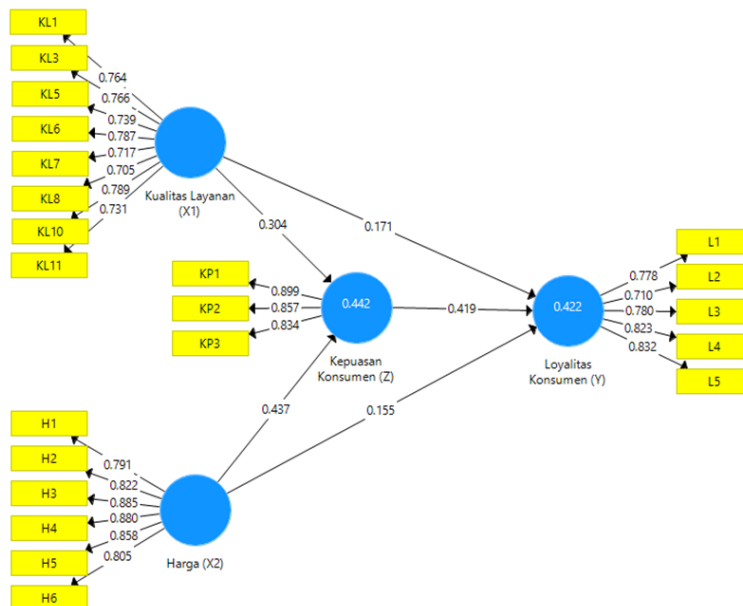 KL1
KL3
KL5
KL6
KL7
KL8
KL10
KL11
0.764
0.766
0.739
0.787
0.717
0.705
0.789
0.731
Kualitas Layanan
(X1)
0.304
0.171
KP1
KP2
KP3
0.899
0.857
0.834
0.442
Kepuasan
Konsumen (Z)
0.419
0.422
Loyalitas
Konsumen (Y)
0.778
0.710
0.780
0.823
0.832
L1
L2
L3
L4
L5
0.437
0.155
H1
H2
H3
H4
H5
H6
0.791
0.822
0.885
0.880
0.858
0.805
Harga (X2)